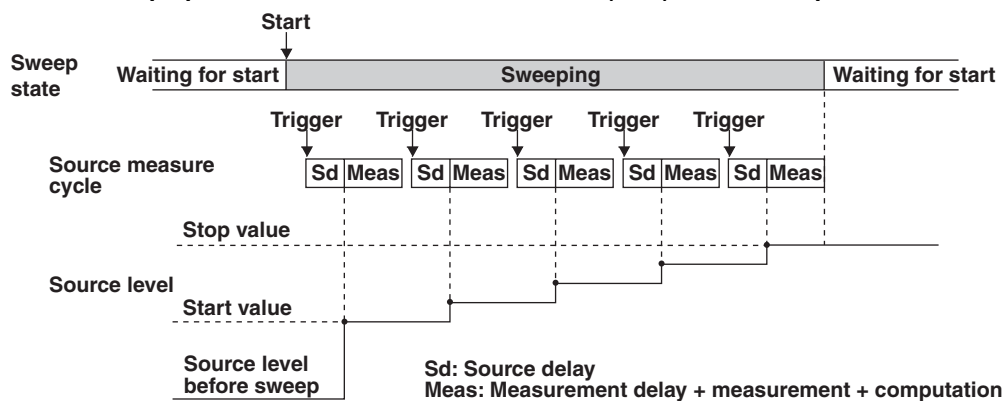 Start
Sweep
state
Waiting for start
Sweeping
Waiting for start
Trigger Trigger Trigger Trigger Trigger
Source measure
cycle
Sd Meas Sd Meas Sd Meas Sd Meas Sd Meas
Stop value
Source level
Start value
Source level
before sweep
Sd: Source delay
Meas: Measurement delay + measurement + computation